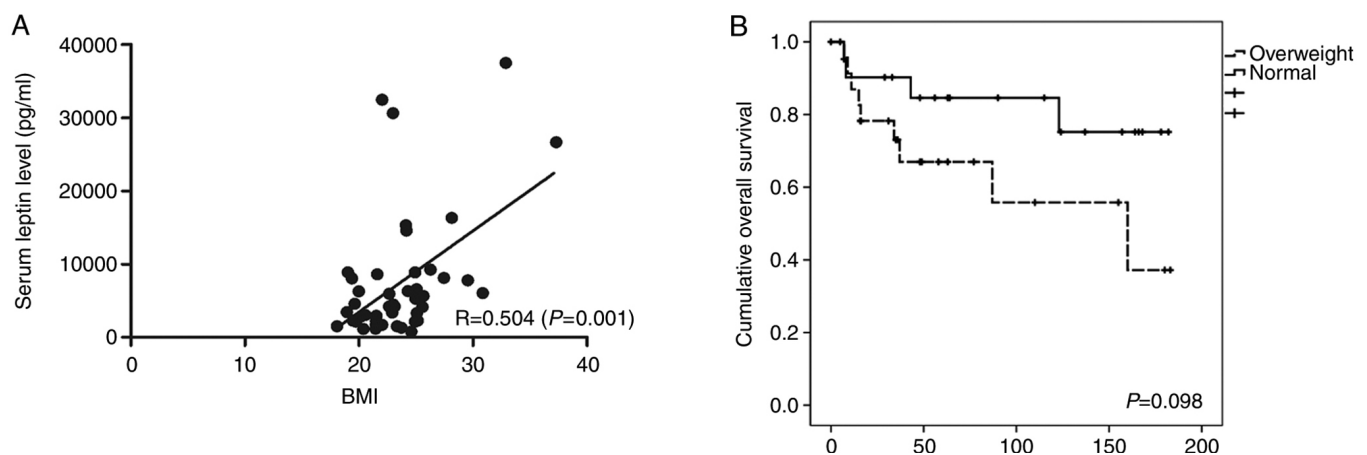 A
Serum leptin level (pg/ml)
40000
30000
20000
10000
0
R=0.504 (P=0.001)
0 10 20 30 40
BMI
B
Cumulative overall survival
1.0
0.8
0.6
0.4
0.2
0.0
Overweight
Normal
P=0.098
0 50 100 150 200